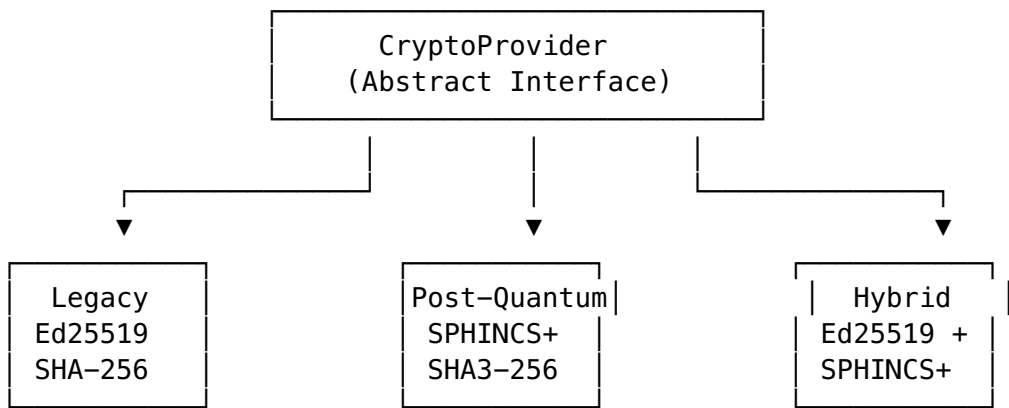 CryptoProvider
(Abstract Interface)
Legacy
Ed25519
SHA-256
Post-Quantum
SPHINCS+
SHA3-256
Hybrid
Ed25519 +
SPHINCS+